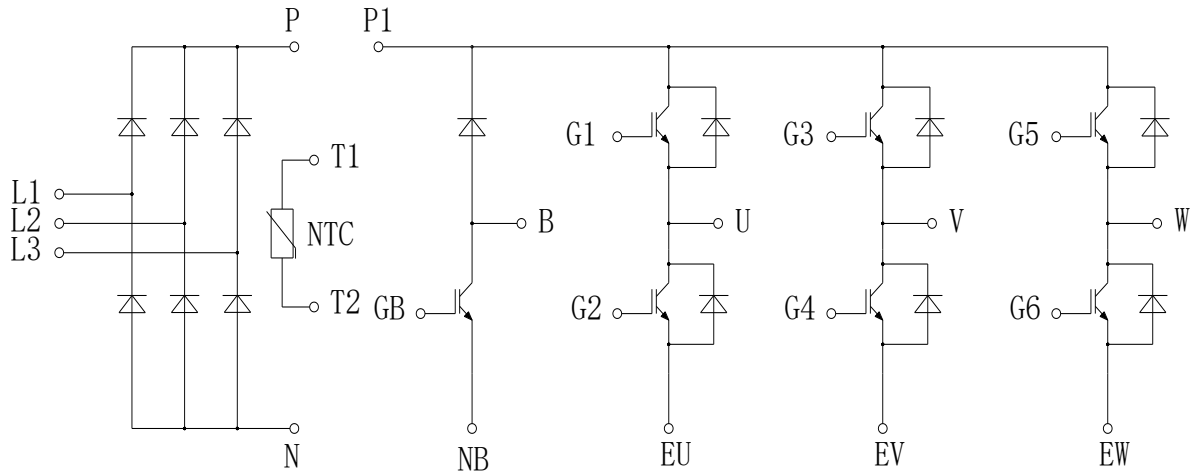 P P1
T1
G1 G3 G5
L1
L2 B U V W
NTC
L3
T2 GB G2 G4 G6
N NB EU EV EW